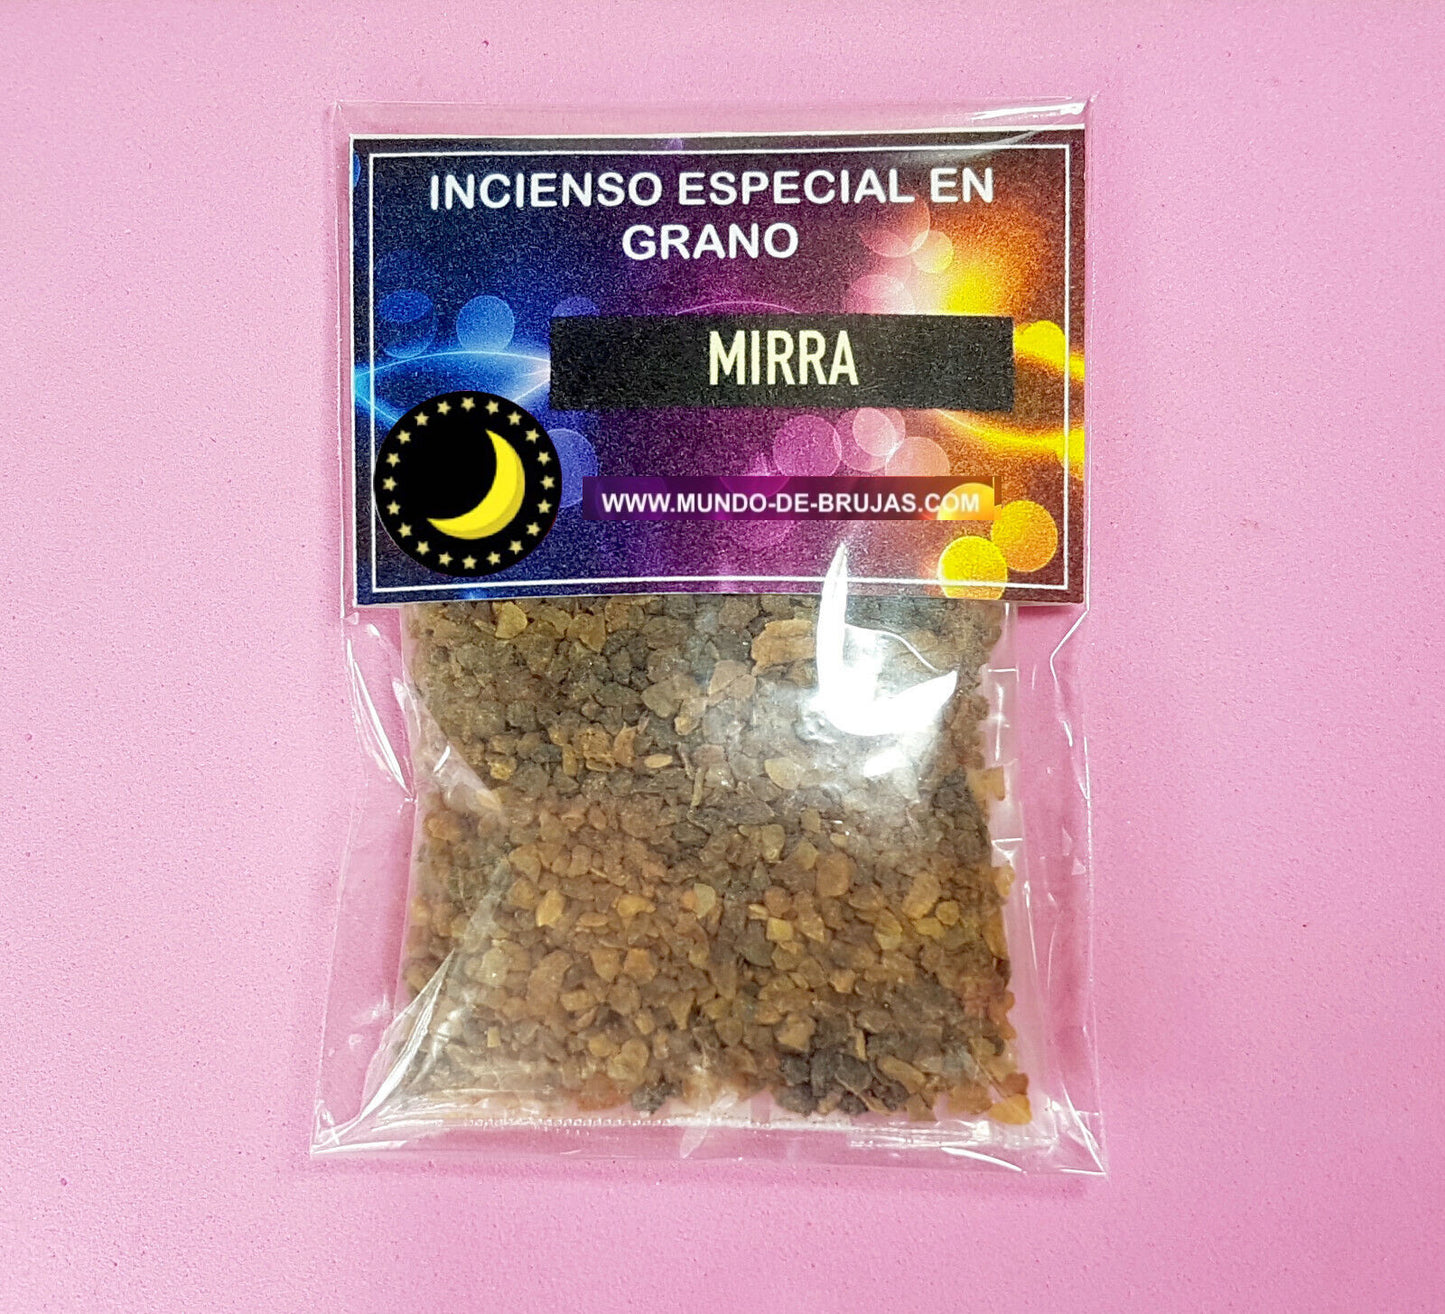 INCIENSO ESPECIAL EN
GRANO
MIRRA
WWW.MUNDO-DE-BRUJAS.COM